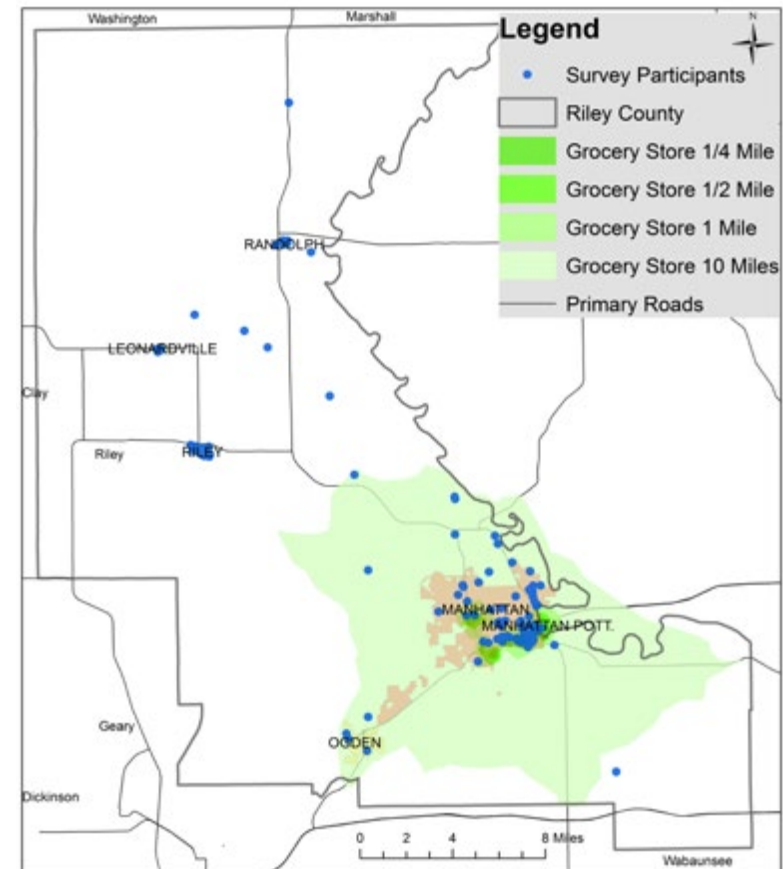 Washington
Marshall
N
Legend
Survey Participants
Riley County
Grocery Store 1/4 Mile
Grocery Store 1/2 Mile
Grocery Store 1 Mile
Grocery Store 10 Miles
Primary Roads
RANDOLPH
LEONARDVILLE
Clay
Riley
RILEY
MANHATTAN
MANHATTAN POTT.
Geary
OGDEN
Dickinson
0 2 4 8 Miles
Wabaunsee